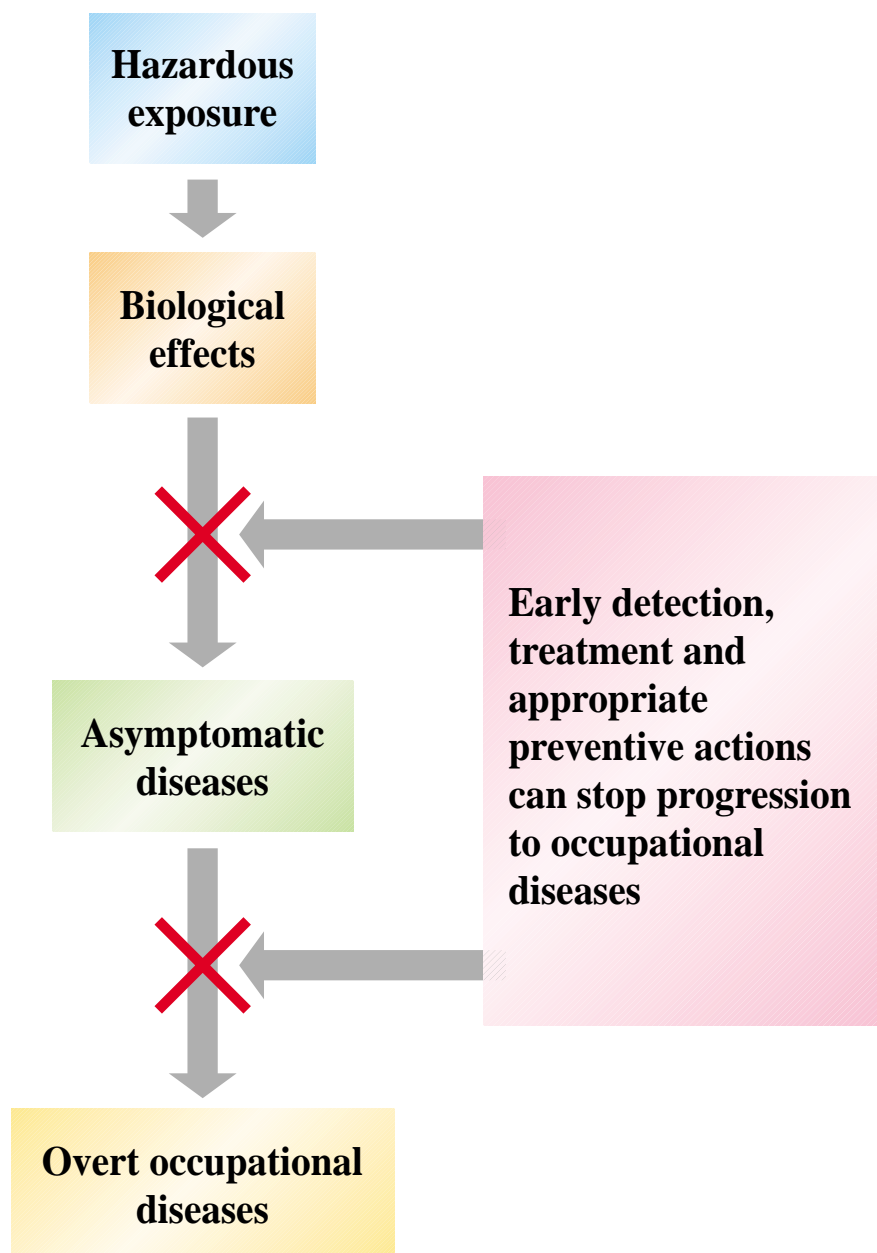 Hazardous
exposure
Biological
effects
Early detection,
treatment and
appropriate
preventive actions
can stop progression
to occupational
diseases
Asymptomatic
diseases
Overt occupational
diseases